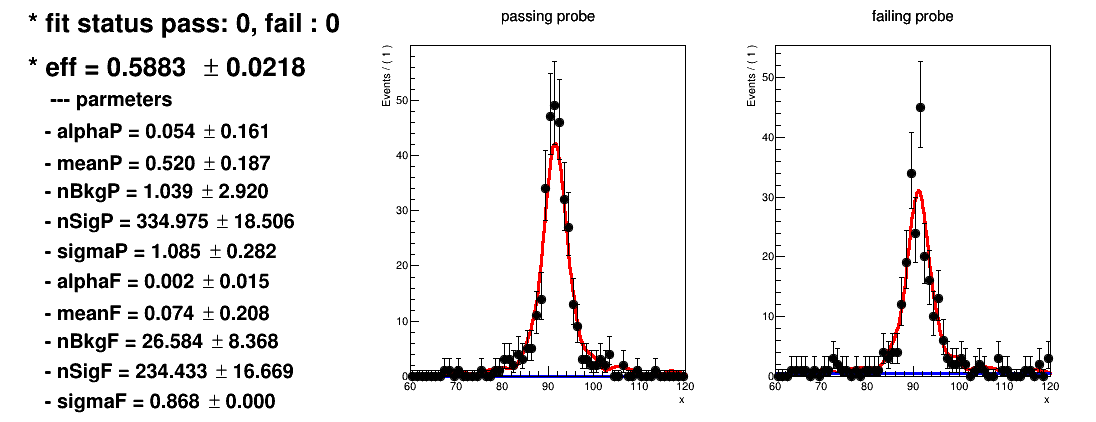 * fit status pass: 0, fail : 0
* eff = 0.5883 ± 0.0218
--- parmeters
- alphaP = 0.054 ± 0.161
- meanP = 0.520 ± 0.187
- nBkgP = 1.039 ± 2.920
- nSigP = 334.975 ± 18.506
- sigmaP = 1.085 ± 0.282
- alphaF = 0.002 ± 0.015
- meanF = 0.074 ± 0.208
- nBkgF = 26.584 ± 8.368
- nSigF = 234.433 ± 16.669
- sigmaF = 0.868 ± 0.000
passing probe
Events / ( 1 )
50
40
30
20
10
0
60 70 80 90 100 110 120
x
failing probe
Events / ( 1 )
50
40
30
20
10
0
60 70 80 90 100 110 120
x